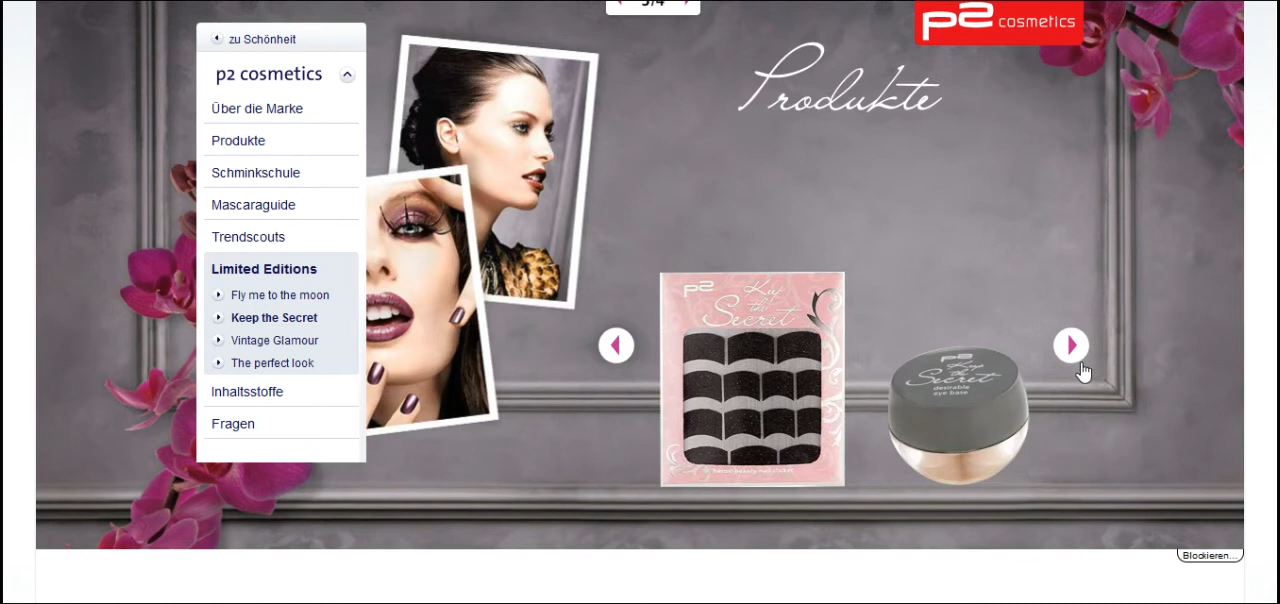 3/4
p2 cosmetics
zu Schönheit
p2 cosmetics
Über die Marke
Produkte
Schminkschule
Mascaraguide
Trendscouts
Limited Editions
Fly me to the moon
Keep the Secret
Vintage Glamour
The perfect look
Inhaltsstoffe
Fragen
Produkte
p2
Keep
the
Secret
p2
Keep
the
Secret
desirable
eye base
Blockieren...